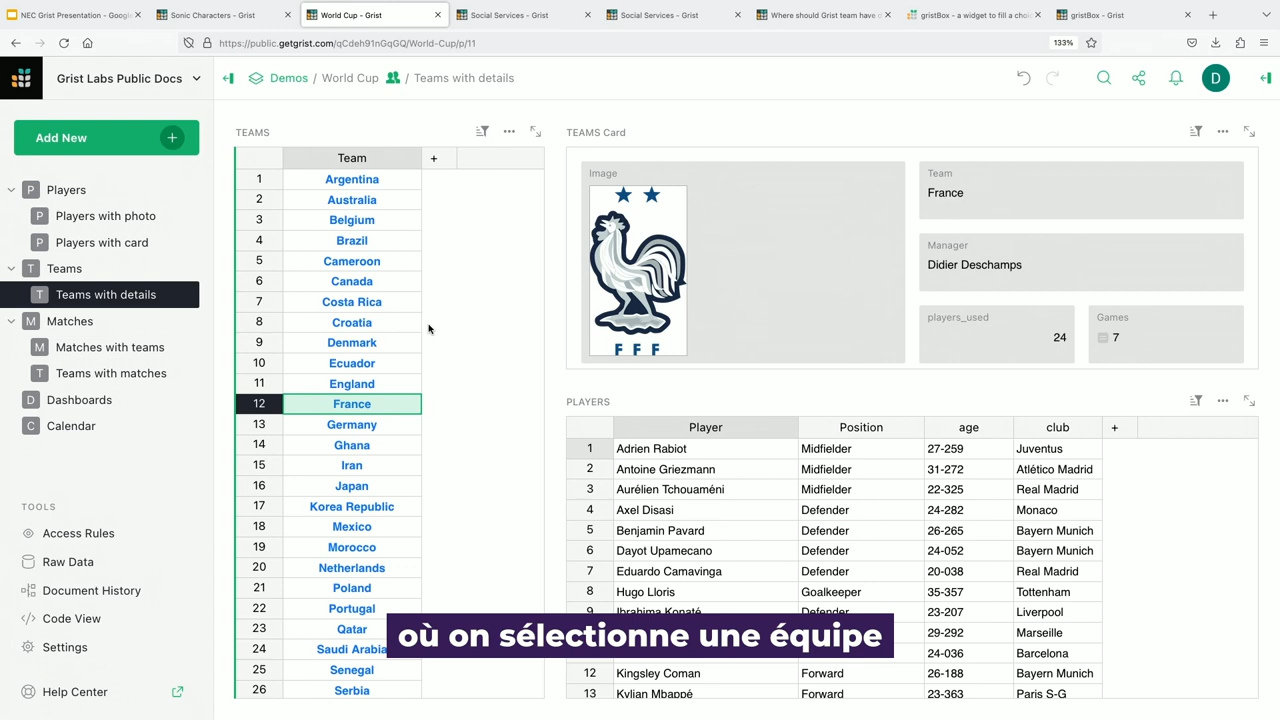 NEC Grist Presentation - Google
Sonic Characters - Grist
World Cup - Grist
Social Services - Grist
Social Services - Grist
Where should Grist team have
gristBox – a widget to fill a choi
gristBox - Grist
https://public.getgrist.com/qCdeh91nGqGQ/World-Cup/p/11
133%
Grist Labs Public Docs
Demos / World Cup / Teams with details
D
Add New +
P Players
P Players with photo
P Players with card
T Teams
T Teams with details
M Matches
M Matches with teams
T Teams with matches
D Dashboards
C Calendar
TOOLS
Access Rules
Raw Data
Document History
Code View
Settings
Help Center
TEAMS
Team +
1 Argentina
2 Australia
3 Belgium
4 Brazil
5 Cameroon
6 Canada
7 Costa Rica
8 Croatia
9 Denmark
10 Ecuador
11 England
12 France
13 Germany
14 Ghana
15 Iran
16 Japan
17 Korea Republic
18 Mexico
19 Morocco
20 Netherlands
21 Poland
22 Portugal
23 Qatar
24 Saudi Arabia
25 Senegal
26 Serbia
TEAMS Card
Image
FFF
Team
France
Manager
Didier Deschamps
players_used
24
Games
7
PLAYERS
Player Position age club +
1 Adrien Rabiot Midfielder 27-259 Juventus
2 Antoine Griezmann Midfielder 31-272 Atlético Madrid
3 Aurélien Tchouaméni Midfielder 22-325 Real Madrid
4 Axel Disasi Defender 24-282 Monaco
5 Benjamin Pavard Defender 26-265 Bayern Munich
6 Dayot Upamecano Defender 24-052 Bayern Munich
7 Eduardo Camavinga Defender 20-038 Real Madrid
8 Hugo Lloris Goalkeeper 35-357 Tottenham
9 Ibrahima Konaté Defender 23-207 Liverpool
29-292 Marseille
24-036 Barcelona
12 Kingsley Coman Forward 26-188 Bayern Munich
13 Kylian Mbappé Forward 23-363 Paris S-G
où on sélectionne une équipe